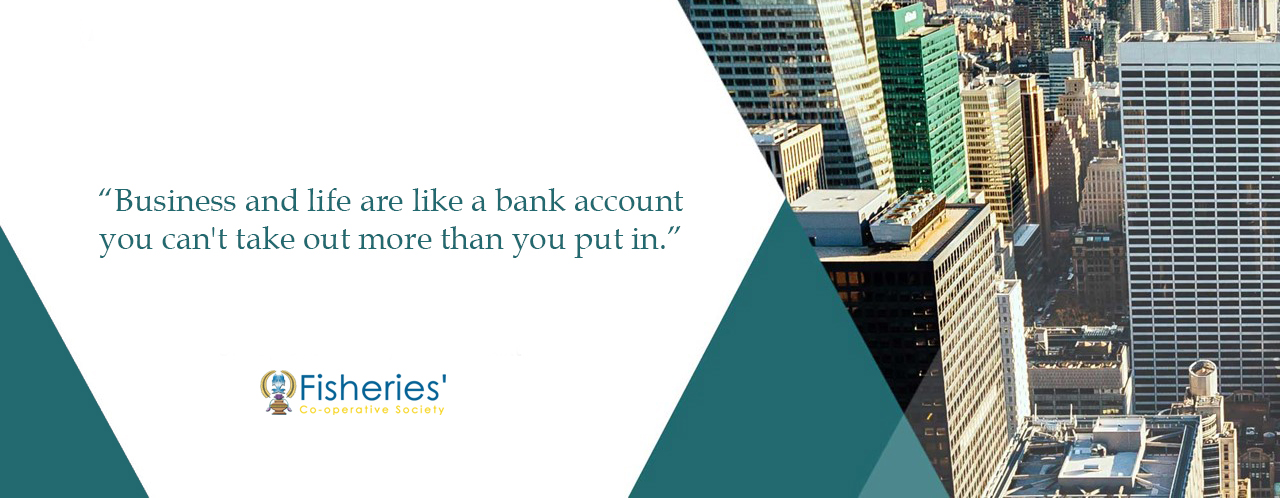 “Business and life are like a bank account
you can't take out more than you put in.”
Fisheries'
Co-operative Society